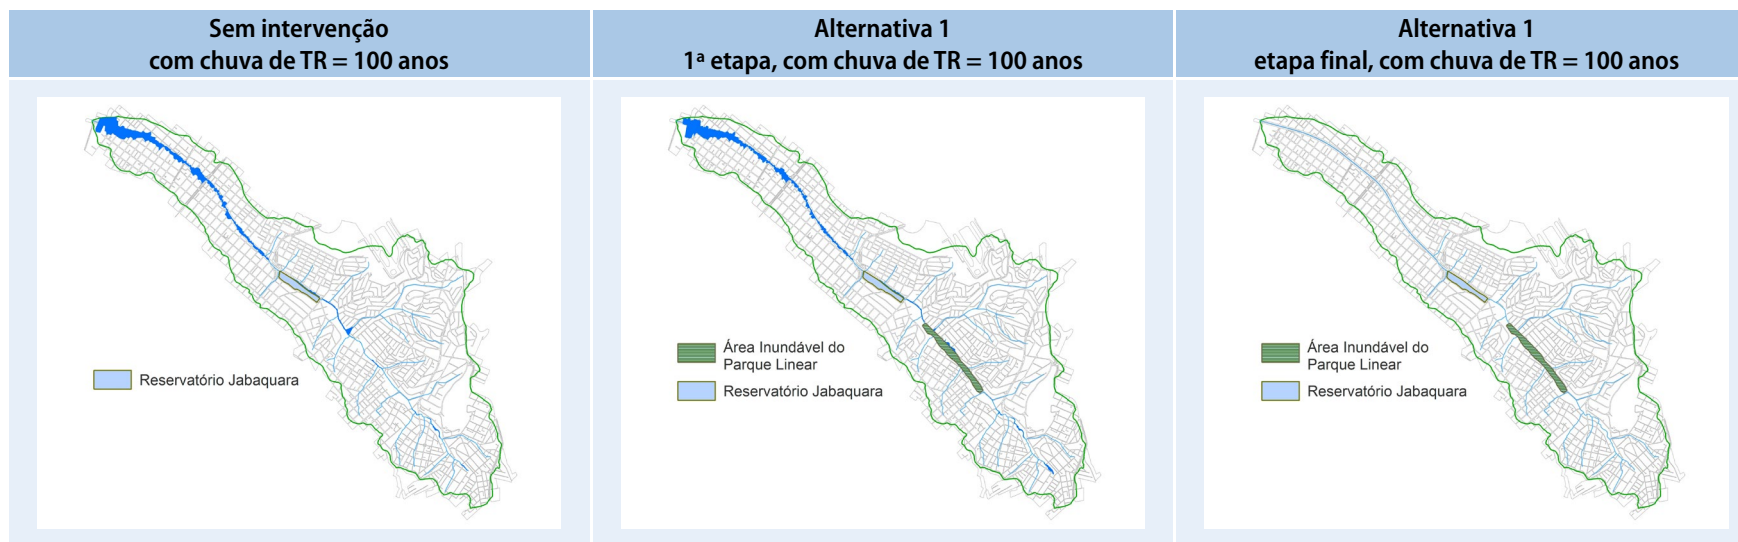 Sem intervenção
com chuva de TR = 100 anos
Alternativa 1
1ª etapa, com chuva de TR = 100 anos
Alternativa 1
etapa final, com chuva de TR = 100 anos
Reservatório Jabaquara
Área Inundável do
Parque Linear
Reservatório Jabaquara
Área Inundável do
Parque Linear
Reservatório Jabaquara